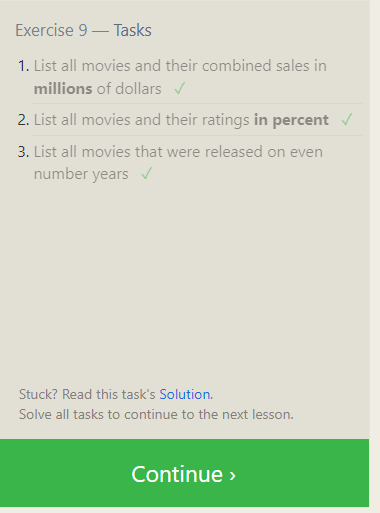 Exercise 9 — Tasks
1. List all movies and their combined sales in
millions of dollars ✓
2. List all movies and their ratings in percent ✓
3. List all movies that were released on even
number years ✓
Stuck? Read this task's Solution.
Solve all tasks to continue to the next lesson.
Continue ›